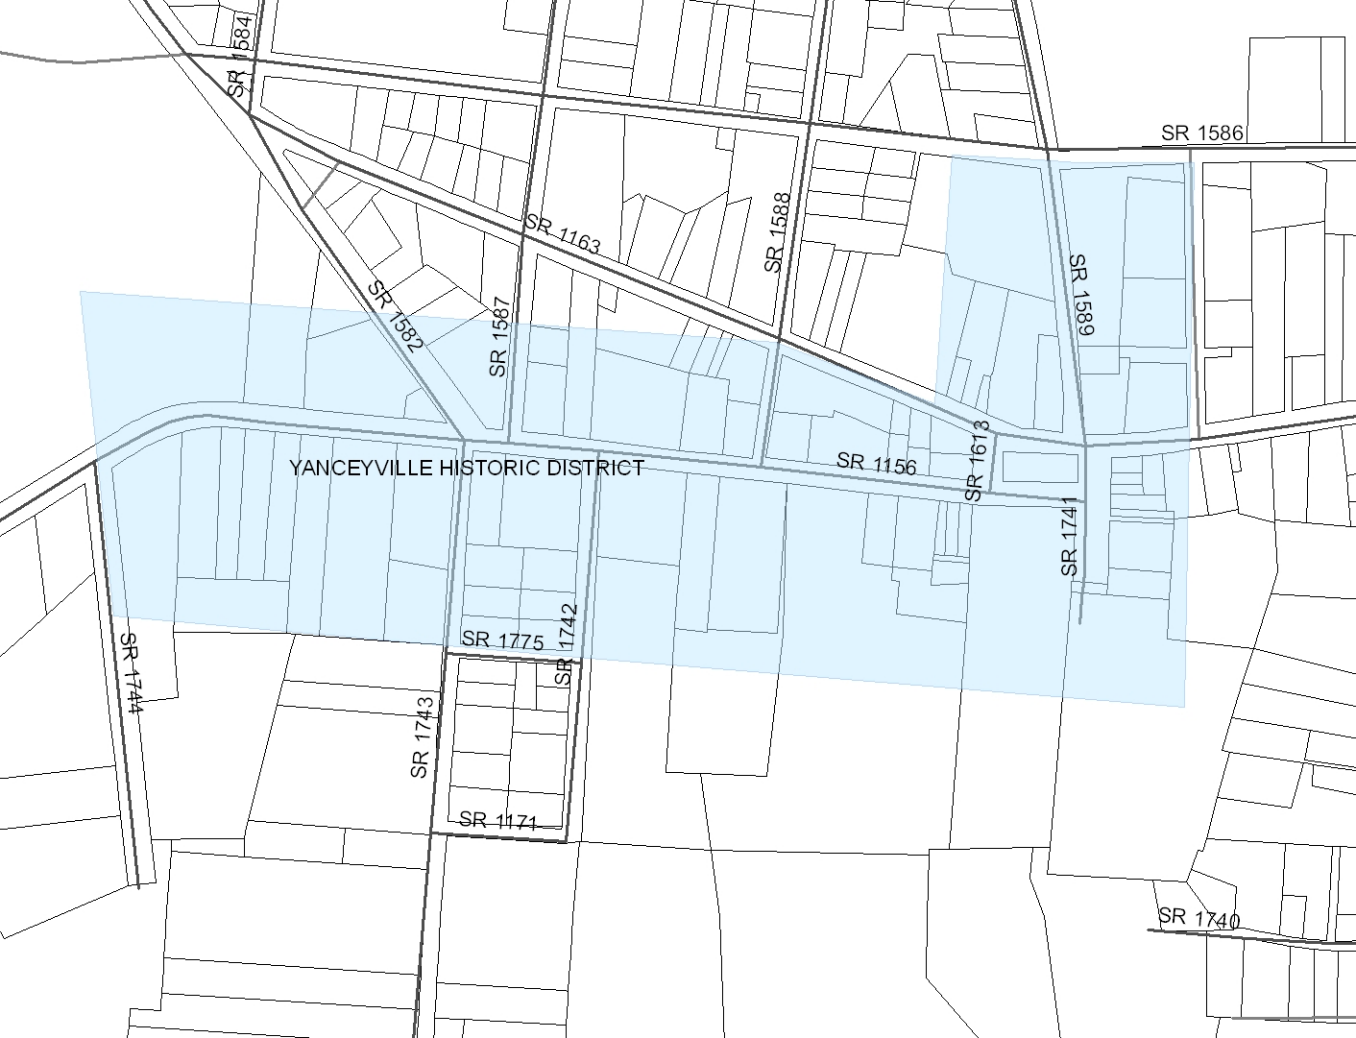 SR 1584
SR 1586
SR 1163
SR 1588
SR 1589
SR 1582
SR 1587
SR 1613
YANCEYVILLE HISTORIC DISTRICT
SR 1156
SR 1741
SR 1775
SR 1742
SR 1744
SR 1743
SR 1171
SR 1740